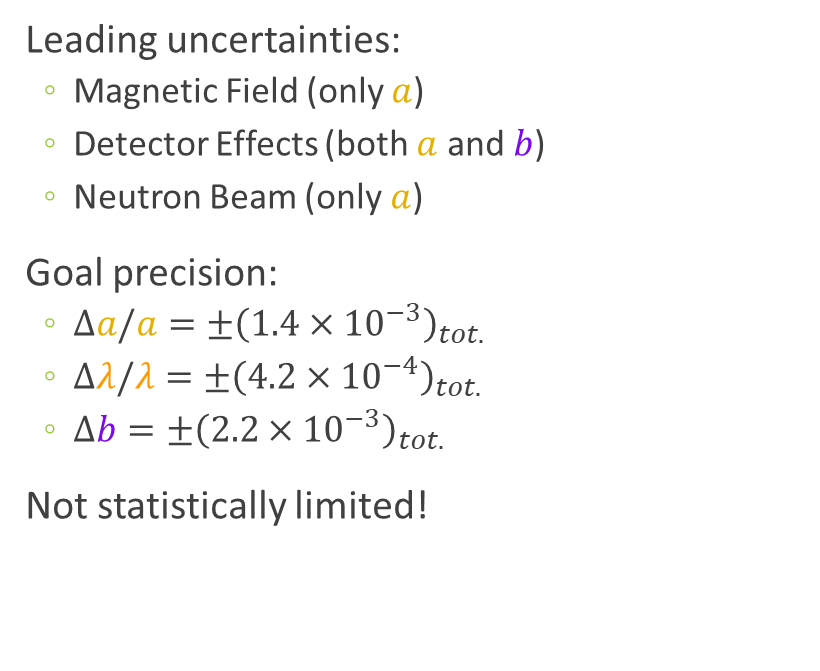 Leading uncertainties:
◦ Magnetic Field (only a)
◦ Detector Effects (both a and b)
◦ Neutron Beam (only a)
Goal precision:
◦ Δa/a = ±(1.4 × 10⁻³)tot.
◦ Δλ/λ = ±(4.2 × 10⁻⁴)tot.
◦ Δb = ±(2.2 × 10⁻³)tot.
Not statistically limited!